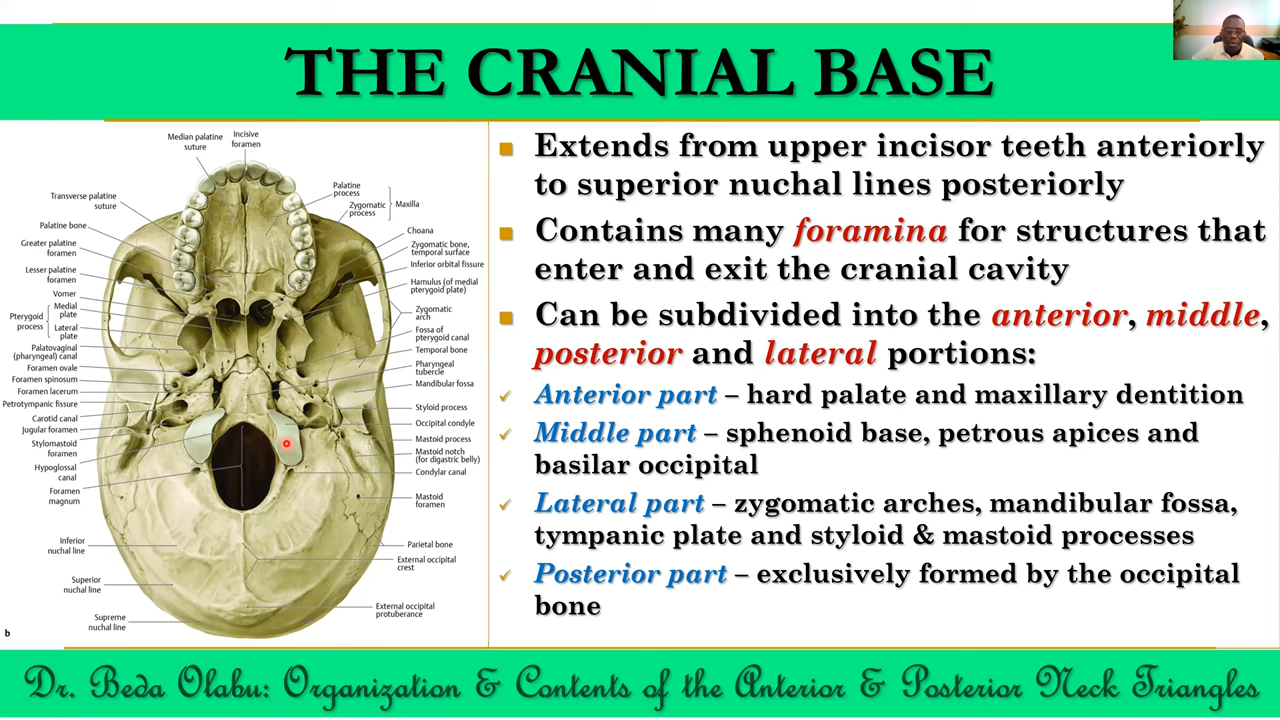 THE CRANIAL BASE
Median palatine
suture
Incisive
foramen
Transverse palatine
suture
Palatine bone
Greater palatine
foramen
Lesser palatine
foramen
Vomer
Pterygoid
process
Medial
plate
Lateral
plate
Palatovaginal
(pharyngeal) canal
Foramen ovale
Foramen spinosum
Foramen lacerum
Petrotympanic fissure
Carotid canal
Jugular foramen
Stylomastoid
foramen
Hypoglossal
canal
Foramen
magnum
Inferior
nuchal line
Superior
nuchal line
Supreme
nuchal line
b
Palatine
process
Zygomatic
process
Maxilla
Choana
Zygomatic bone,
temporal surface
Inferior orbital fissure
Hamulus (of medial
pterygoid plate)
Zygomatic
arch
Fossa of
pterygoid canal
Temporal bone
Pharyngeal
tubercle
Mandibular fossa
Styloid process
Occipital condyle
Mastoid process
Mastoid notch
(for digastric belly)
Condylar canal
Mastoid
foramen
Parietal bone
External occipital
crest
External occipital
protuberance
Extends from upper incisor teeth anteriorly
to superior nuchal lines posteriorly
Contains many foramina for structures that
enter and exit the cranial cavity
Can be subdivided into the anterior, middle,
posterior and lateral portions:
Anterior part – hard palate and maxillary dentition
Middle part – sphenoid base, petrous apices and
basilar occipital
Lateral part – zygomatic arches, mandibular fossa,
tympanic plate and styloid & mastoid processes
Posterior part – exclusively formed by the occipital
bone
Dr. Beda Olabu: Organization & Contents of the Anterior & Posterior Neck Triangles